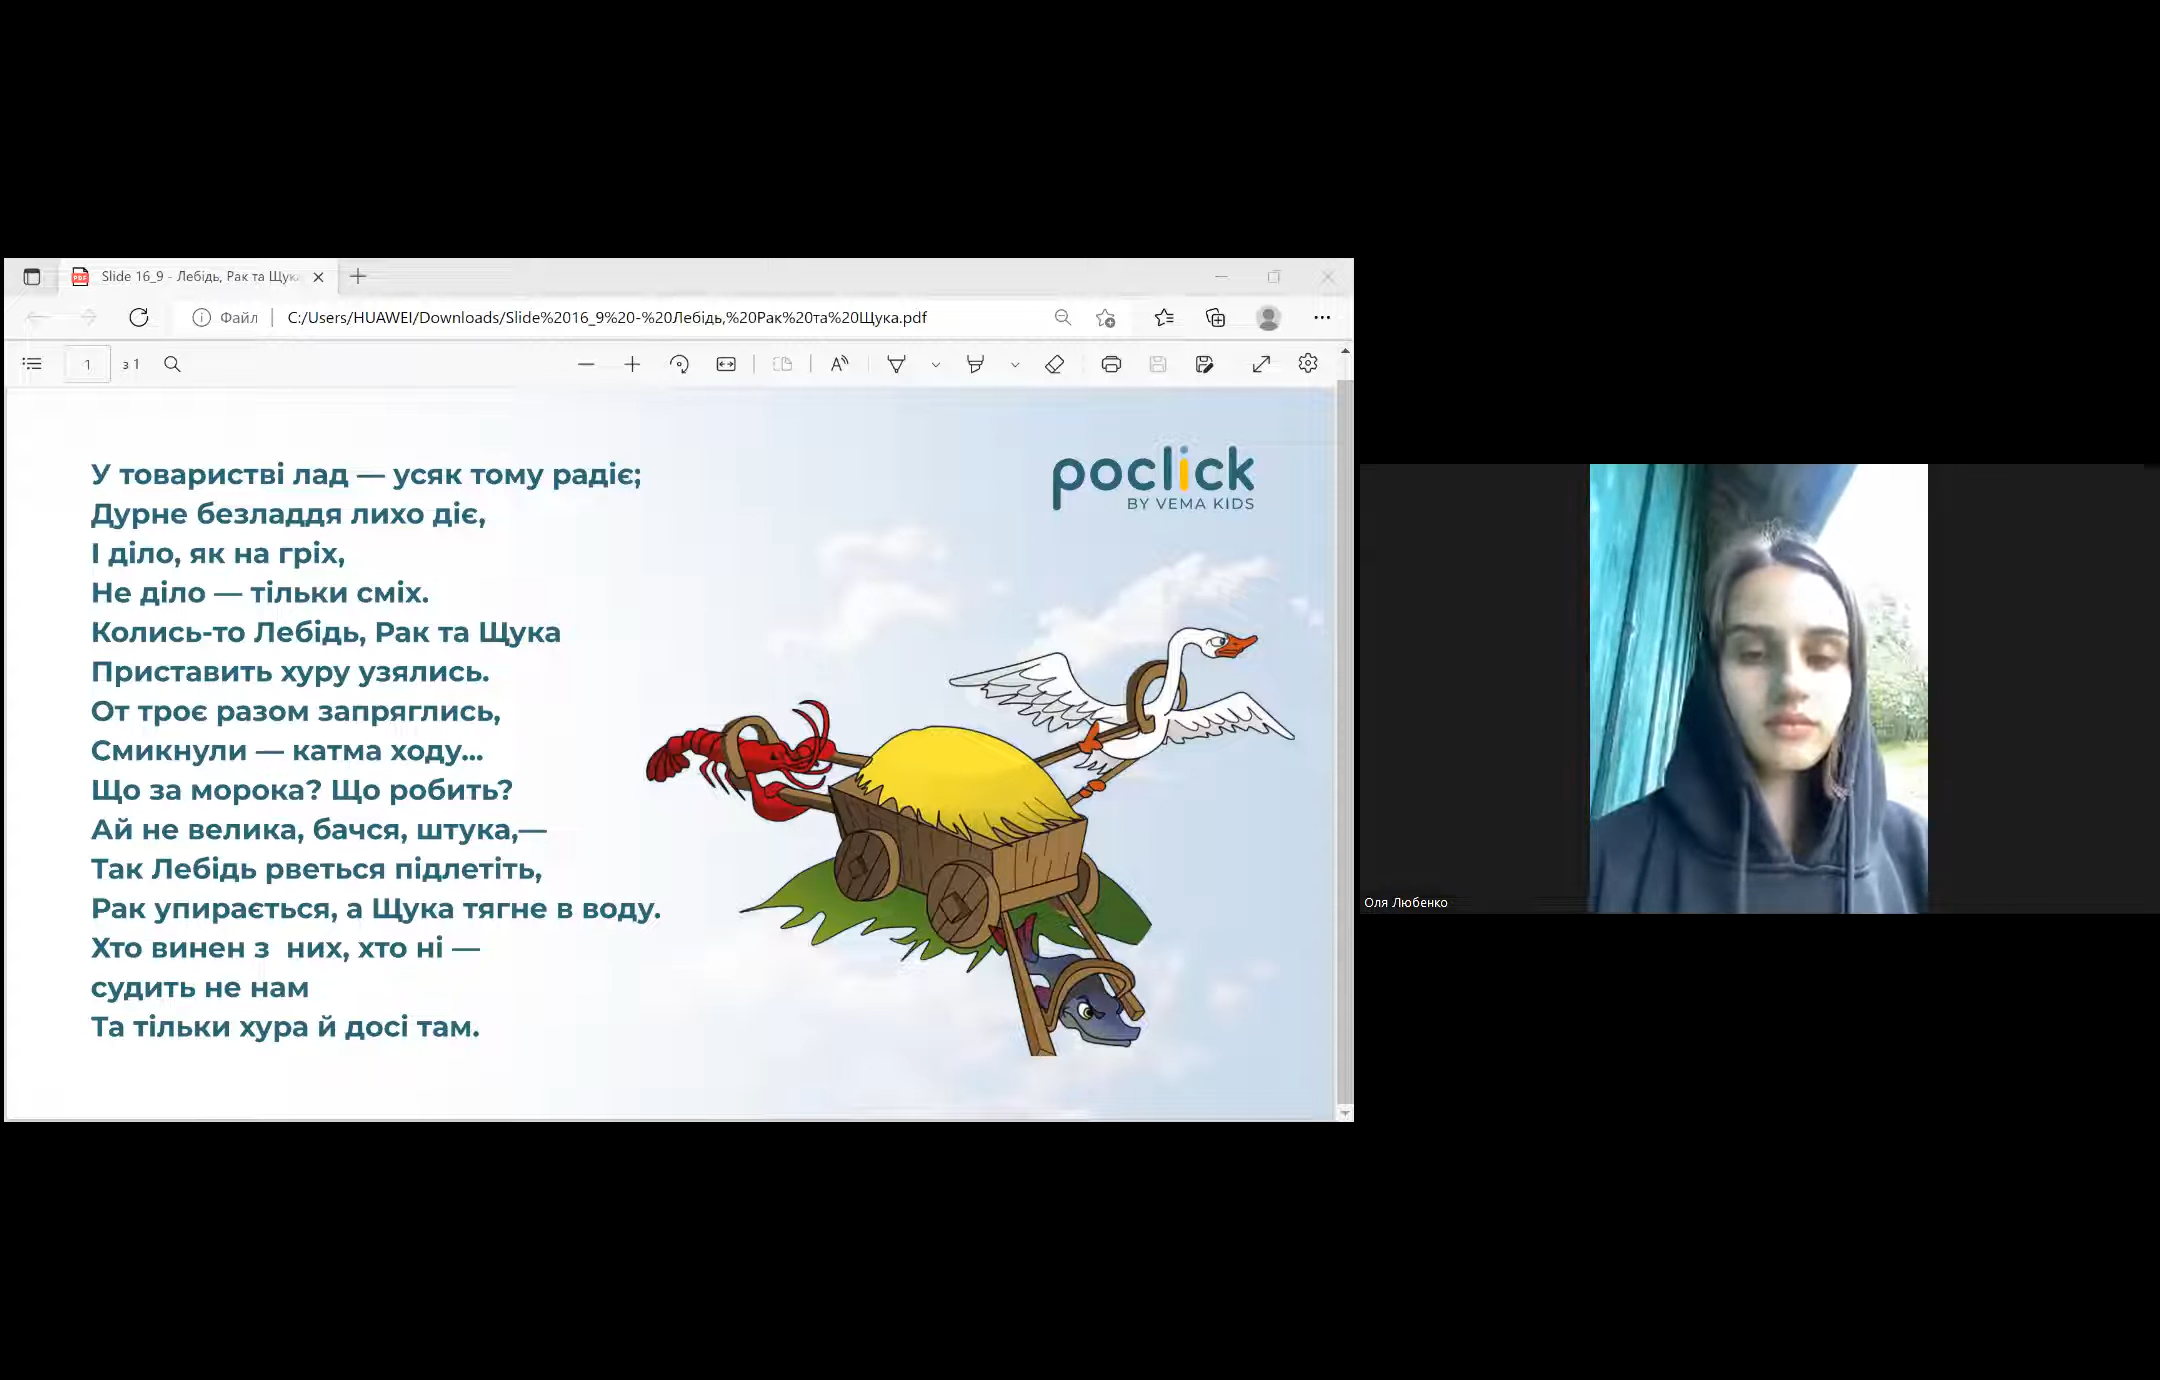 Slide 16_9 - Лебідь, Рак та Щук
Файл
C:/Users/HUAWEI/Downloads/Slide%2016_9%20-%20Лебідь,%20Рак%20та%20Щука.pdf
1 з 1
У товаристві лад — усяк тому радіє;
Дурне безладдя лихо діє,
І діло, як на гріх,
Не діло — тільки сміх.
Колись-то Лебідь, Рак та Щука
Приставить хуру узялись.
От троє разом запряглись,
Смикнули — катма ходу...
Що за морока? Що робить?
Ай не велика, бачся, штука,—
Так Лебідь рветься підлетіть,
Рак упирається, а Щука тягне в воду.
Хто винен з  них, хто ні —
судить не нам
Та тільки хура й досі там.
poclick
BY VEMA KIDS
Оля Любенко